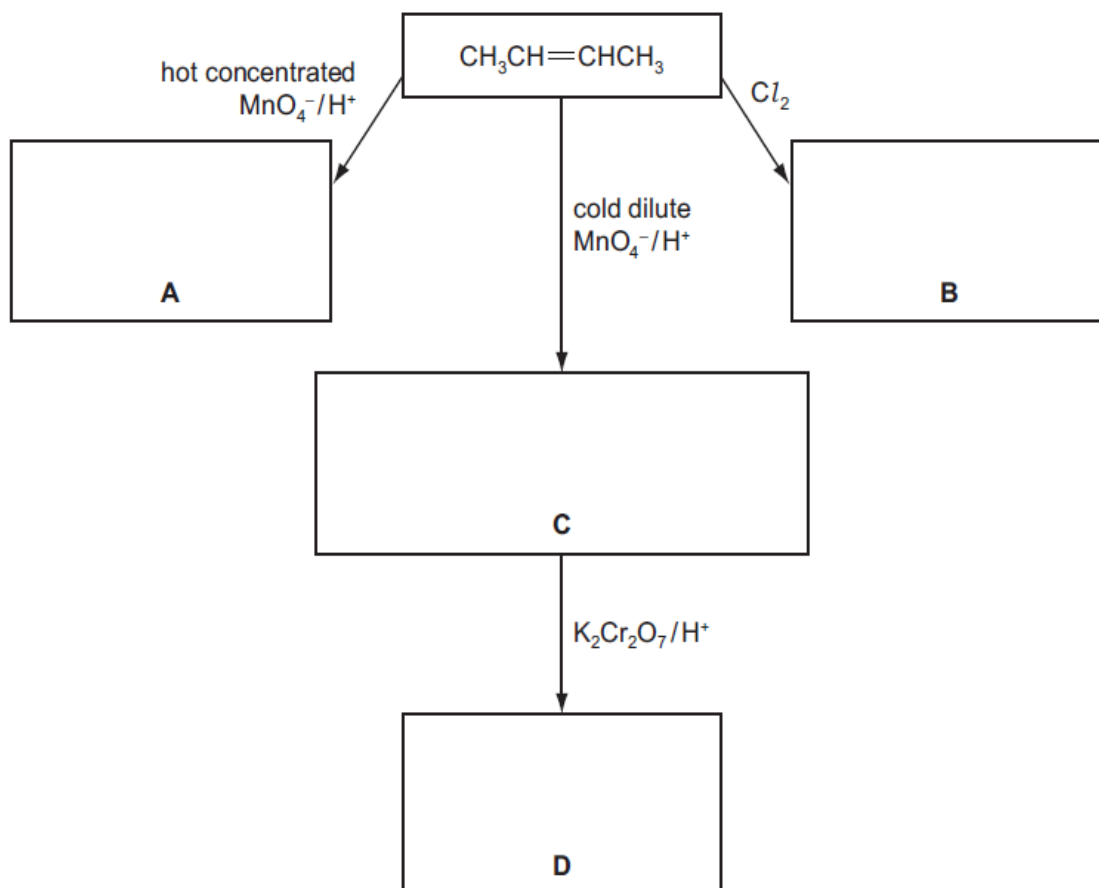 CH₃CH=CHCH₃
hot concentrated
MnO₄⁻/H⁺
Cl₂
cold dilute
MnO₄⁻/H⁺
A
B
C
K₂Cr₂O₇/H⁺
D